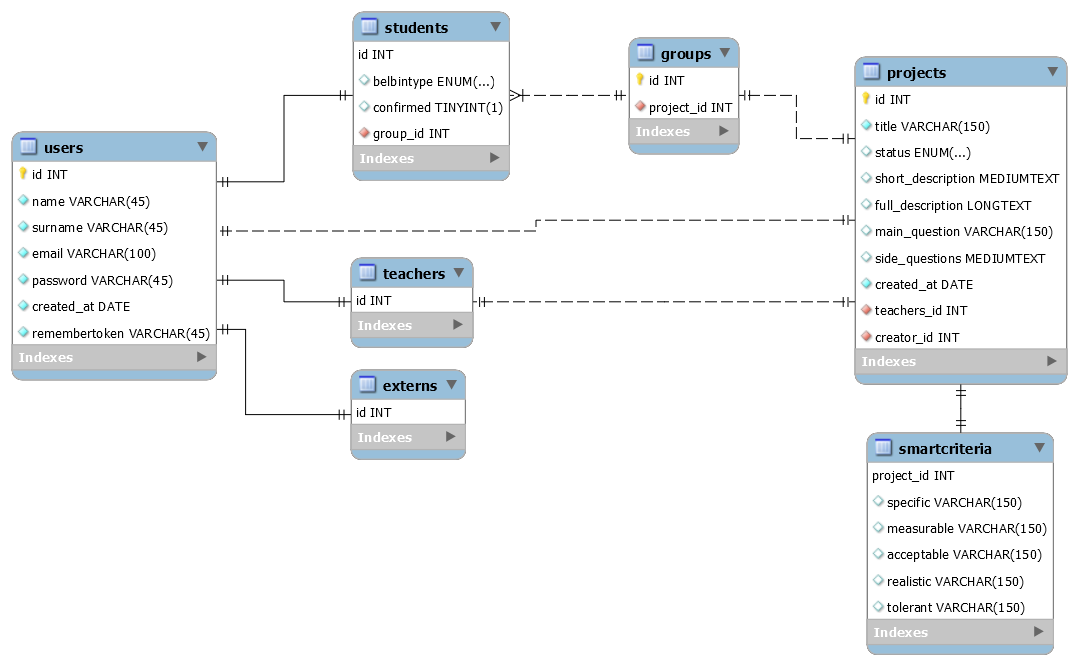 students
id INT
belbintype ENUM(...)
confirmed TINYINT(1)
group_id INT
Indexes
groups
id INT
project_id INT
Indexes
projects
id INT
title VARCHAR(150)
status ENUM(...)
short_description MEDIUMTEXT
full_description LONGTEXT
main_question VARCHAR(150)
side_questions MEDIUMTEXT
created_at DATE
teachers_id INT
creator_id INT
Indexes
users
id INT
name VARCHAR(45)
surname VARCHAR(45)
email VARCHAR(100)
password VARCHAR(45)
created_at DATE
remembertoken VARCHAR(45)
Indexes
teachers
id INT
Indexes
externs
id INT
Indexes
smartcriteria
project_id INT
specific VARCHAR(150)
measurable VARCHAR(150)
acceptable VARCHAR(150)
realistic VARCHAR(150)
tolerant VARCHAR(150)
Indexes